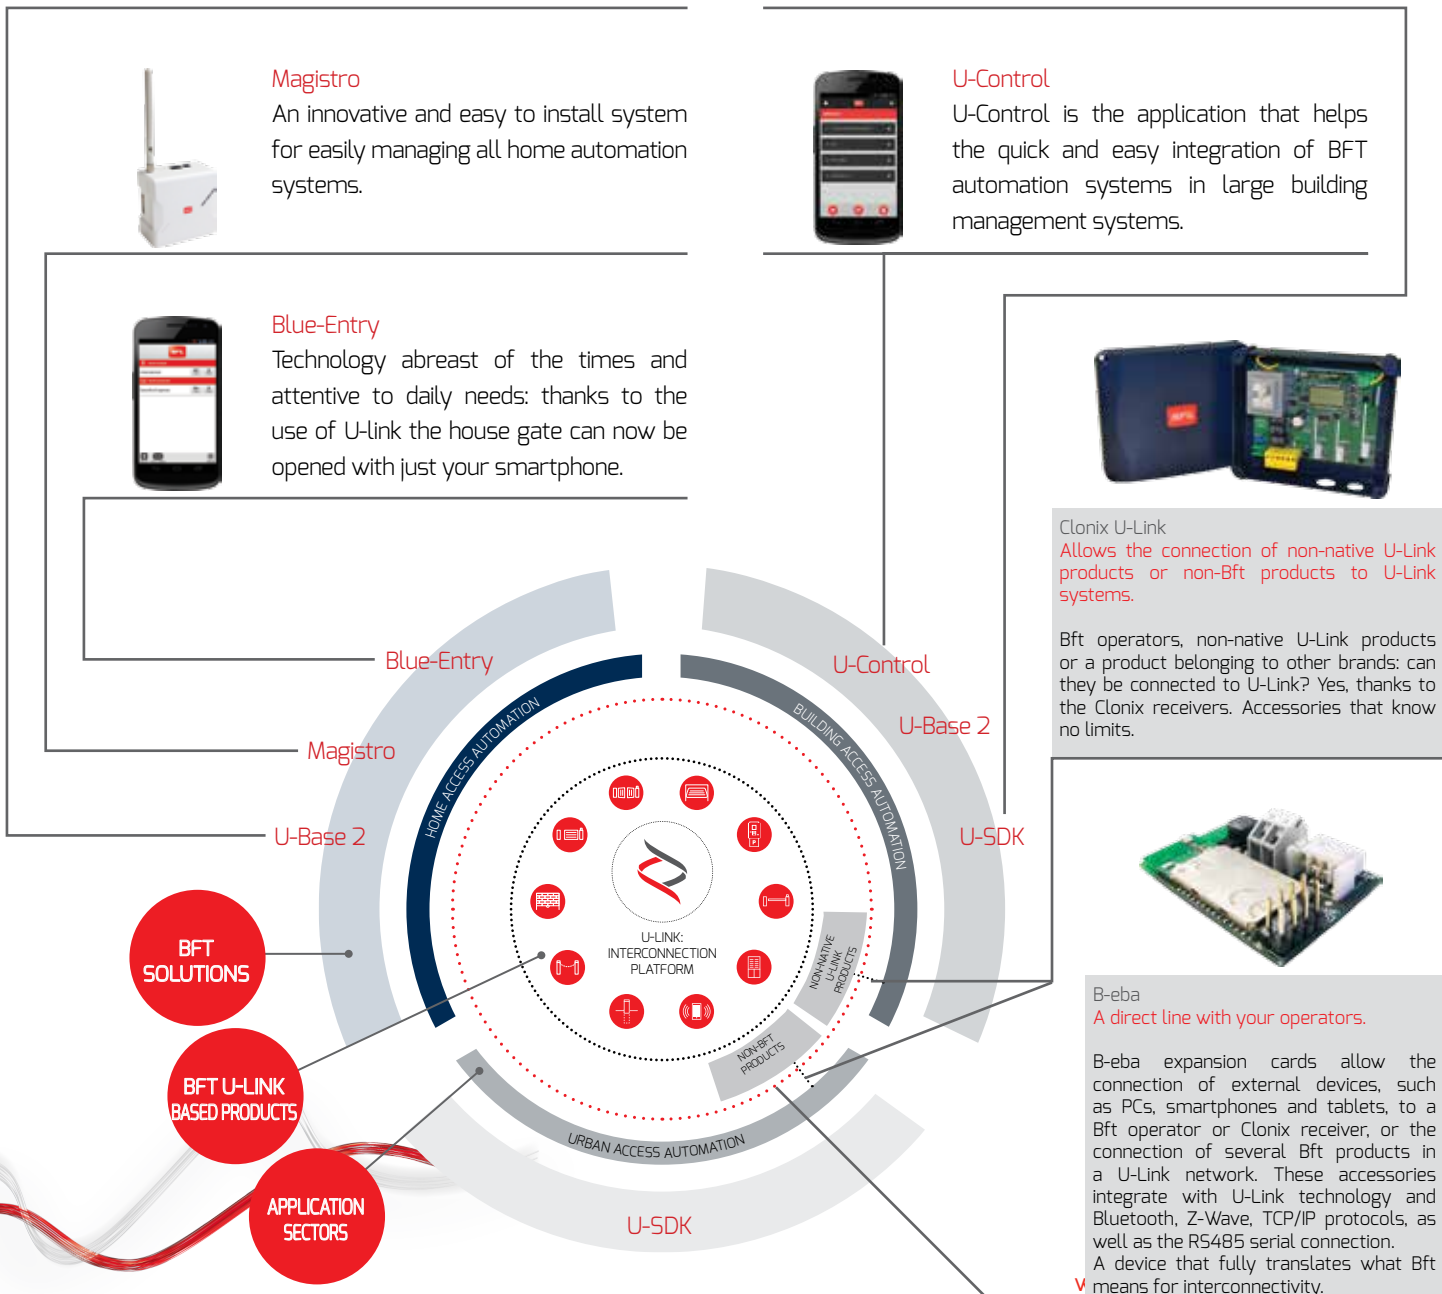 Magistro
An innovative and easy to install system
for easily managing all home automation
systems.
U-Control
U-Control is the application that helps
the quick and easy integration of BFT
automation systems in large building
management systems.
Blue-Entry
Technology abreast of the times and
attentive to daily needs: thanks to the
use of U-link the house gate can now be
opened with just your smartphone.
Clonix U-Link
Allows the connection of non-native U-Link
products or non-Bft products to U-Link
systems.
Bft operators, non-native U-Link products
or a product belonging to other brands: can
they be connected to U-Link? Yes, thanks to
the Clonix receivers. Accessories that know
no limits.
Blue-Entry
Magistro
U-Base 2
U-Control
U-Base 2
U-SDK
HOME ACCESS AUTOMATION
BUILDING ACCESS AUTOMATION
URBAN ACCESS AUTOMATION
U-LINK:
INTERCONNECTION
PLATFORM
NON-NATIVE
U-LINK
PRODUCTS
NON-BFT
PRODUCTS
BFT
SOLUTIONS
BFT U-LINK
BASED PRODUCTS
APPLICATION
SECTORS
U-SDK
B-eba
A direct line with your operators.
B-eba expansion cards allow the
connection of external devices, such
as PCs, smartphones and tablets, to a
Bft operator or Clonix receiver, or the
connection of several Bft products in
a U-Link network. These accessories
integrate with U-Link technology and
Bluetooth, Z-Wave, TCP/IP protocols, as
well as the RS485 serial connection.
A device that fully translates what Bft
means for interconnectivity.